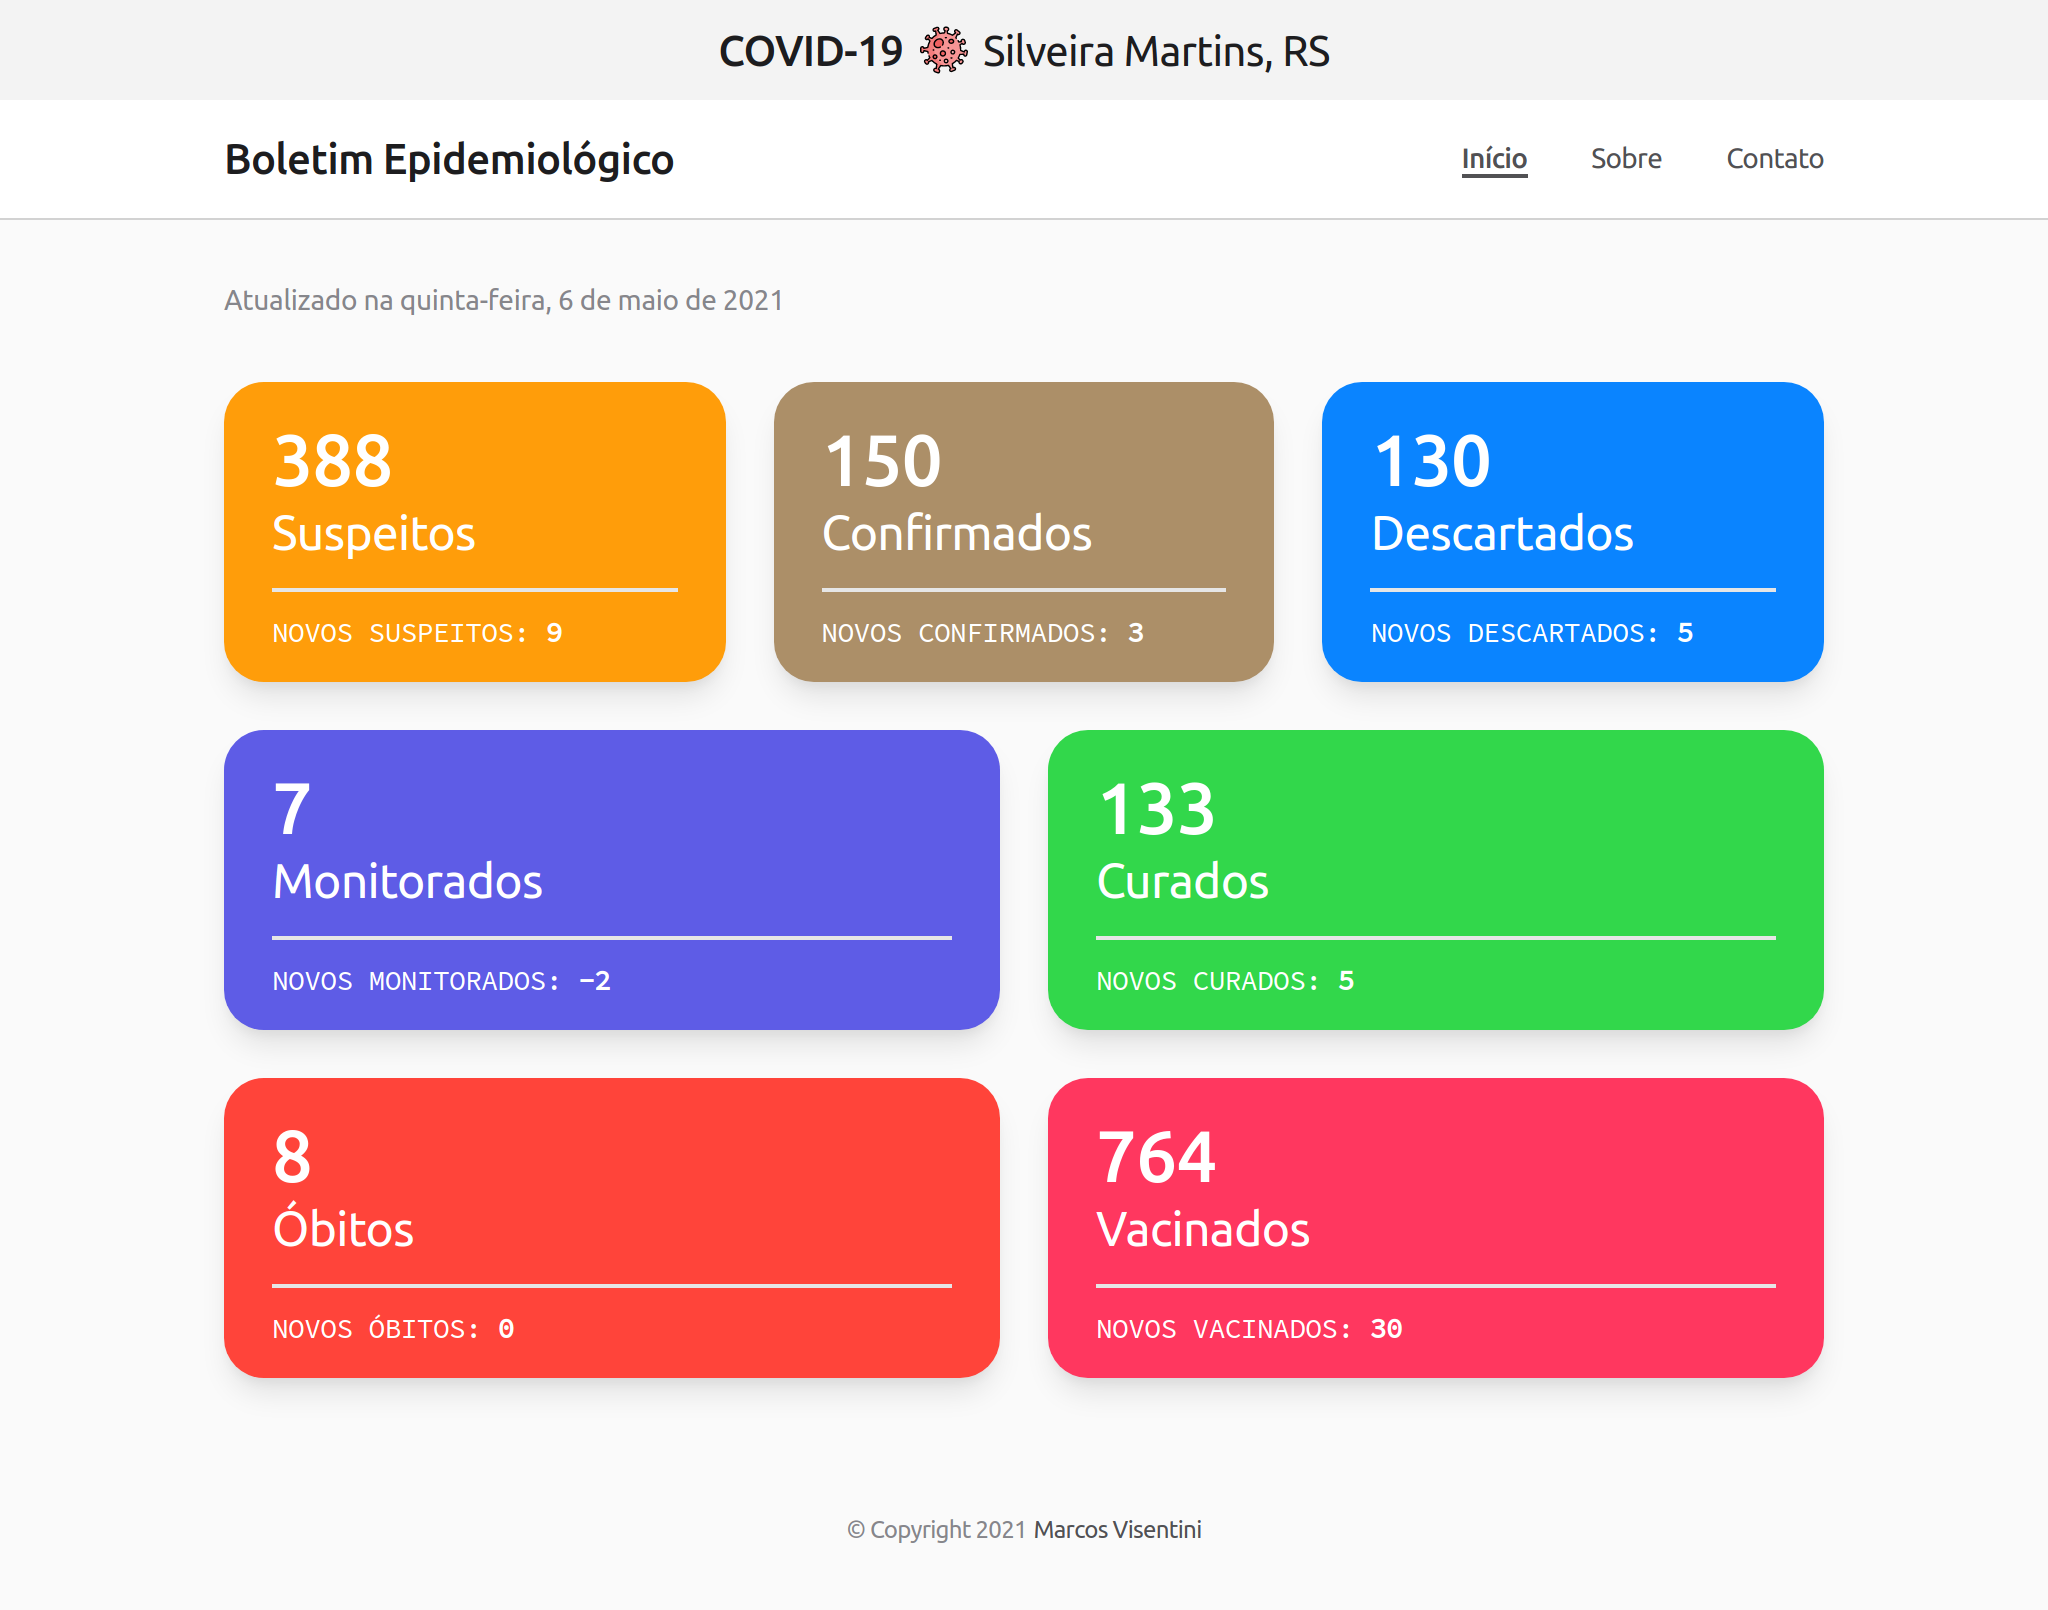 COVID-19 Silveira Martins, RS
Boletim Epidemiológico
Início Sobre Contato
Atualizado na quinta-feira, 6 de maio de 2021
388
Suspeitos
NOVOS SUSPEITOS: 9
150
Confirmados
NOVOS CONFIRMADOS: 3
130
Descartados
NOVOS DESCARTADOS: 5
7
Monitorados
NOVOS MONITORADOS: -2
133
Curados
NOVOS CURADOS: 5
8
Óbitos
NOVOS ÓBITOS: 0
764
Vacinados
NOVOS VACINADOS: 30
© Copyright 2021 Marcos Visentini